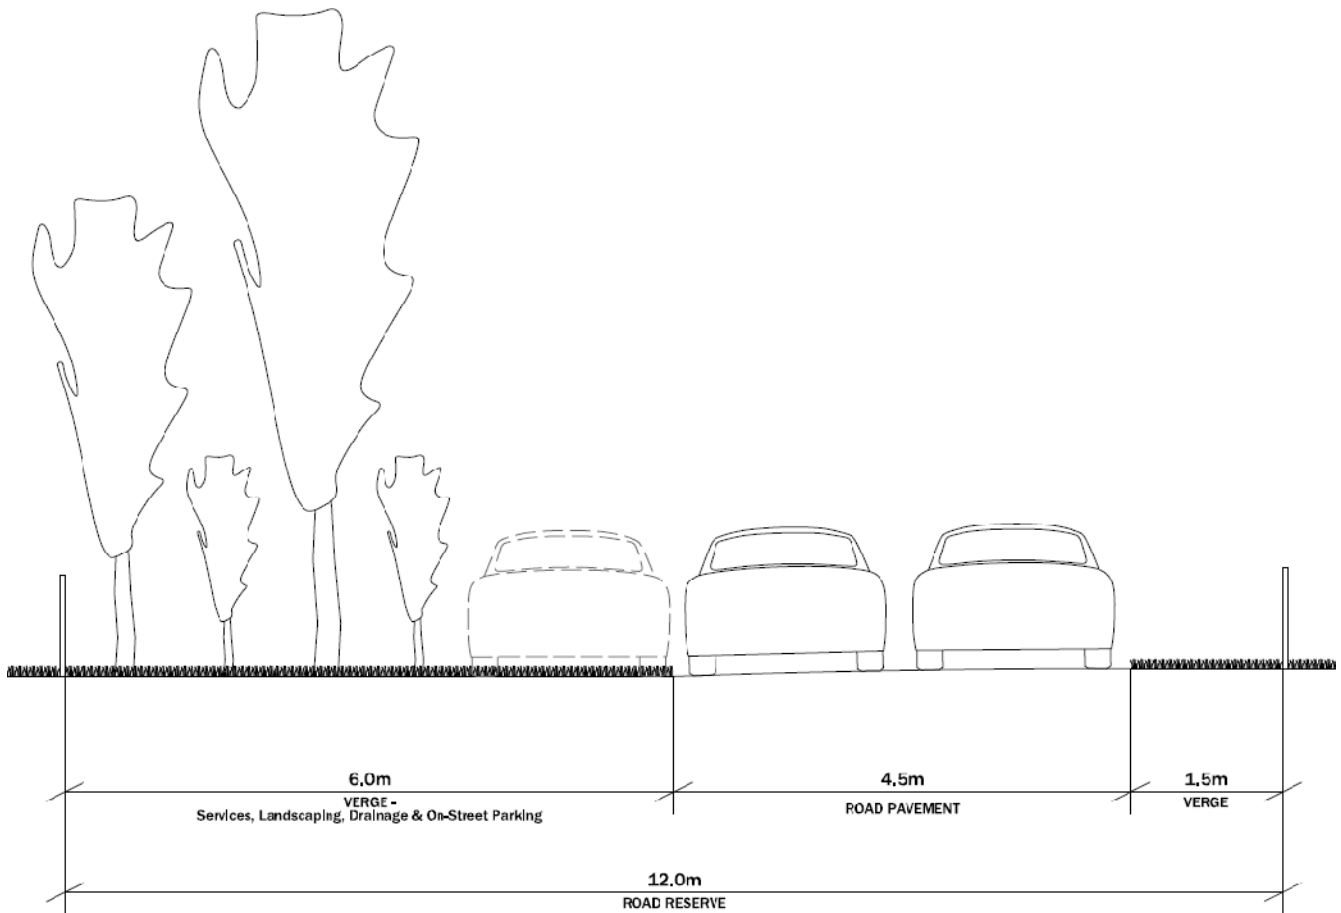 6.0m
VERGE -
Services, Landscaping, Drainage & On-Street Parking
4.5m
ROAD PAVEMENT
1.5m
VERGE
12.0m
ROAD RESERVE